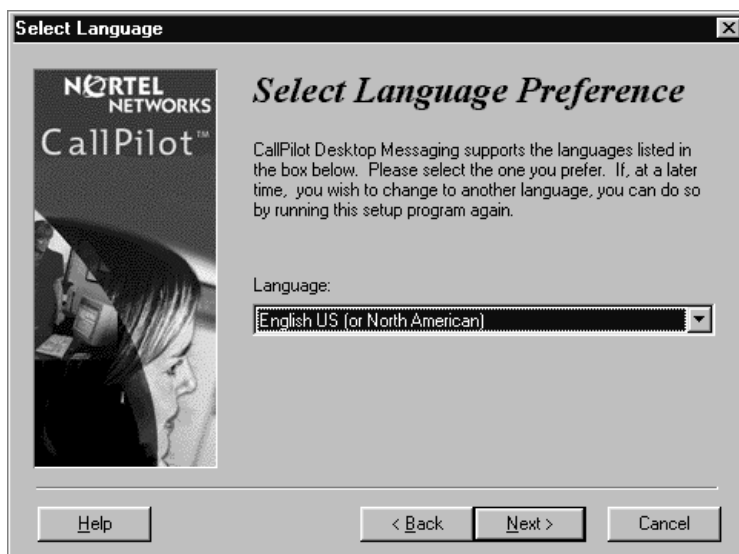 Select Language
NORTEL
NETWORKS
CallPilot™
Select Language Preference
CallPilot Desktop Messaging supports the languages listed in
the box below. Please select the one you prefer. If, at a later
time, you wish to change to another language, you can do so
by running this setup program again.
Language:
English US (or North American)
Help
< Back
Next >
Cancel